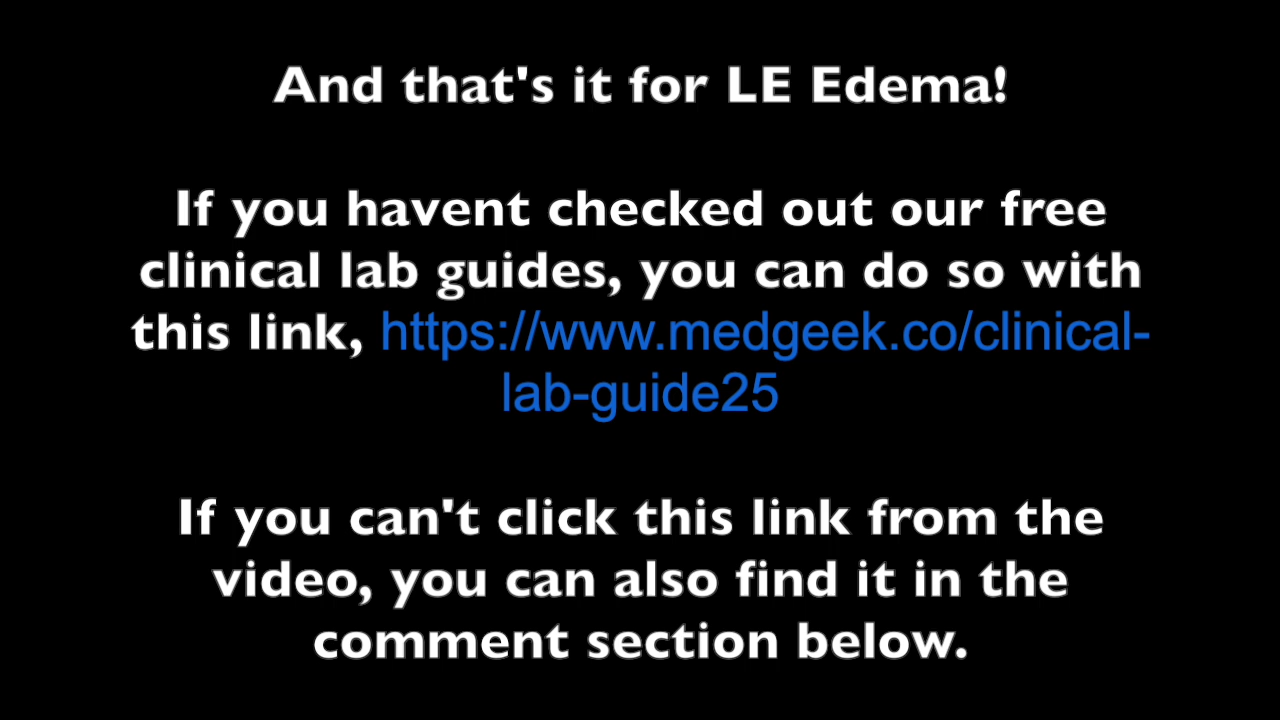 And that's it for LE Edema!
If you havent checked out our free
clinical lab guides, you can do so with
this link, https://www.medgeek.co/clinical-
lab-guide25
If you can't click this link from the
video, you can also find it in the
comment section below.